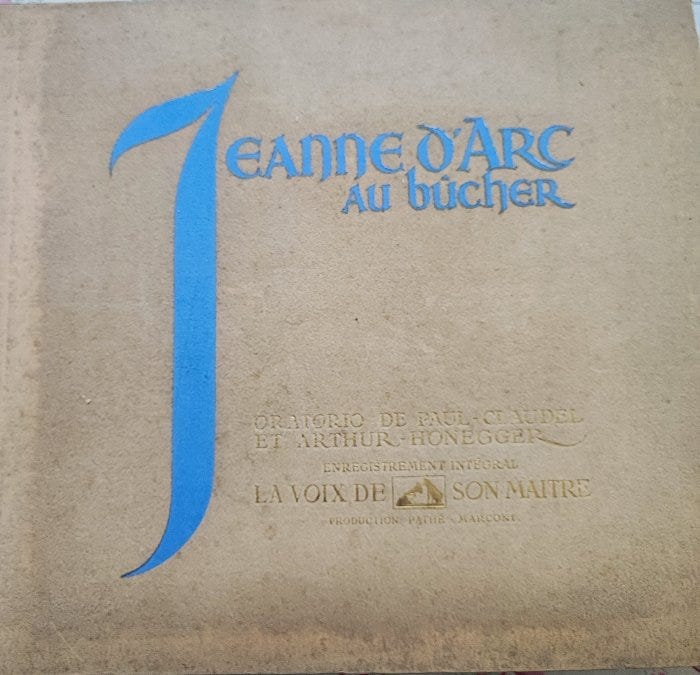 JEANNE D'ARC
AU BÛCHER
ORATORIO DE PAUL-CLAUDEL
ET ARTHUR-HONEGGER
ENREGISTREMENT INTÉGRAL
LA VOIX DE SON MAITRE
PRODUCTION PATHÉ-MARCONI